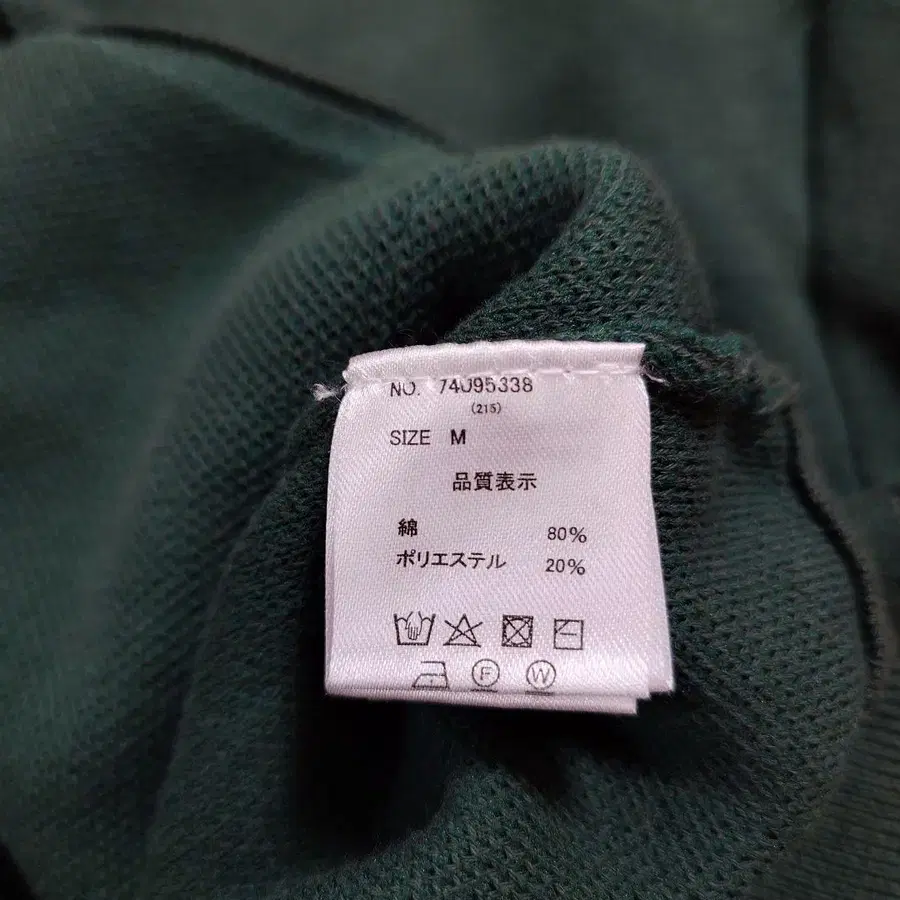 NO. 74095338
(215)
SIZE M
品質表示
綿 80%
ポリエステル 20%
F W